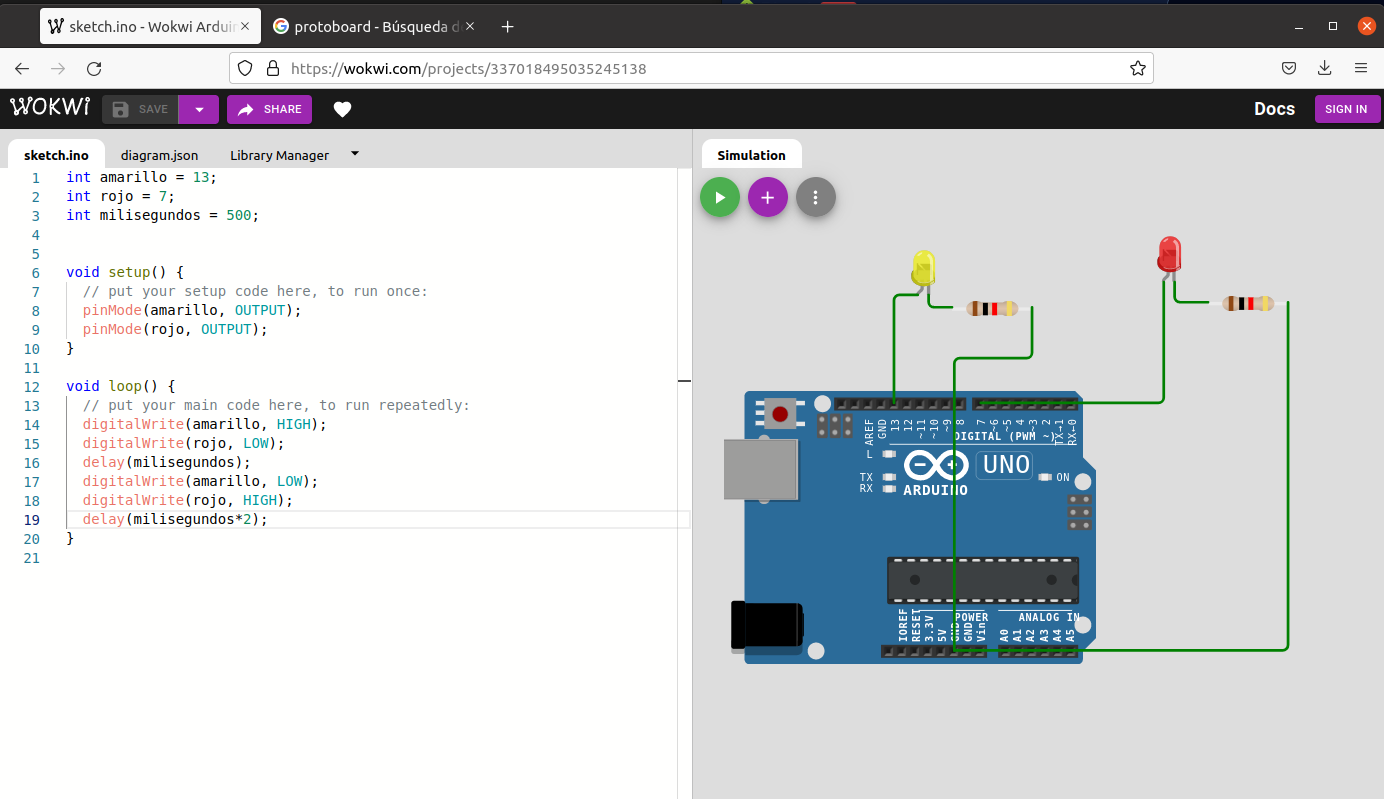 sketch.ino - Wokwi Arduin
protoboard - Búsqueda d
https://wokwi.com/projects/337018495035245138
WOKWi
SAVE
SHARE
Docs
SIGN IN
sketch.ino
diagram.json
Library Manager
Simulation
1 int amarillo = 13;
2 int rojo = 7;
3 int milisegundos = 500;
4
5
6 void setup() {
7 // put your setup code here, to run once:
8 pinMode(amarillo, OUTPUT);
9 pinMode(rojo, OUTPUT);
10 }
11
12 void loop() {
13 // put your main code here, to run repeatedly:
14 digitalWrite(amarillo, HIGH);
15 digitalWrite(rojo, LOW);
16 delay(milisegundos);
17 digitalWrite(amarillo, LOW);
18 digitalWrite(rojo, HIGH);
19 delay(milisegundos*2);
20 }
21
AREF
GND
13
12
~11
~10
~9
8
7
~6
~5
4
~3
2
TX→1
RX←0
DIGITAL (PWM ~)
L
TX
RX
ARDUINO
UNO
ON
IOREF
RESET
3.3V
5V
GND
GND
Vin
POWER
ANALOG IN
A0
A1
A2
A3
A4
A5